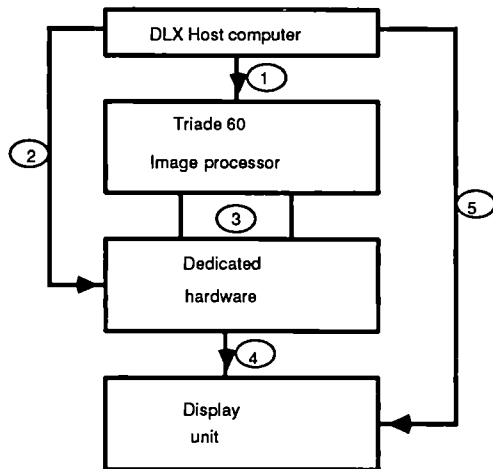 DLX Host computer
1
Triade 60
Image processor
2
3
5
Dedicated
hardware
4
Display
unit